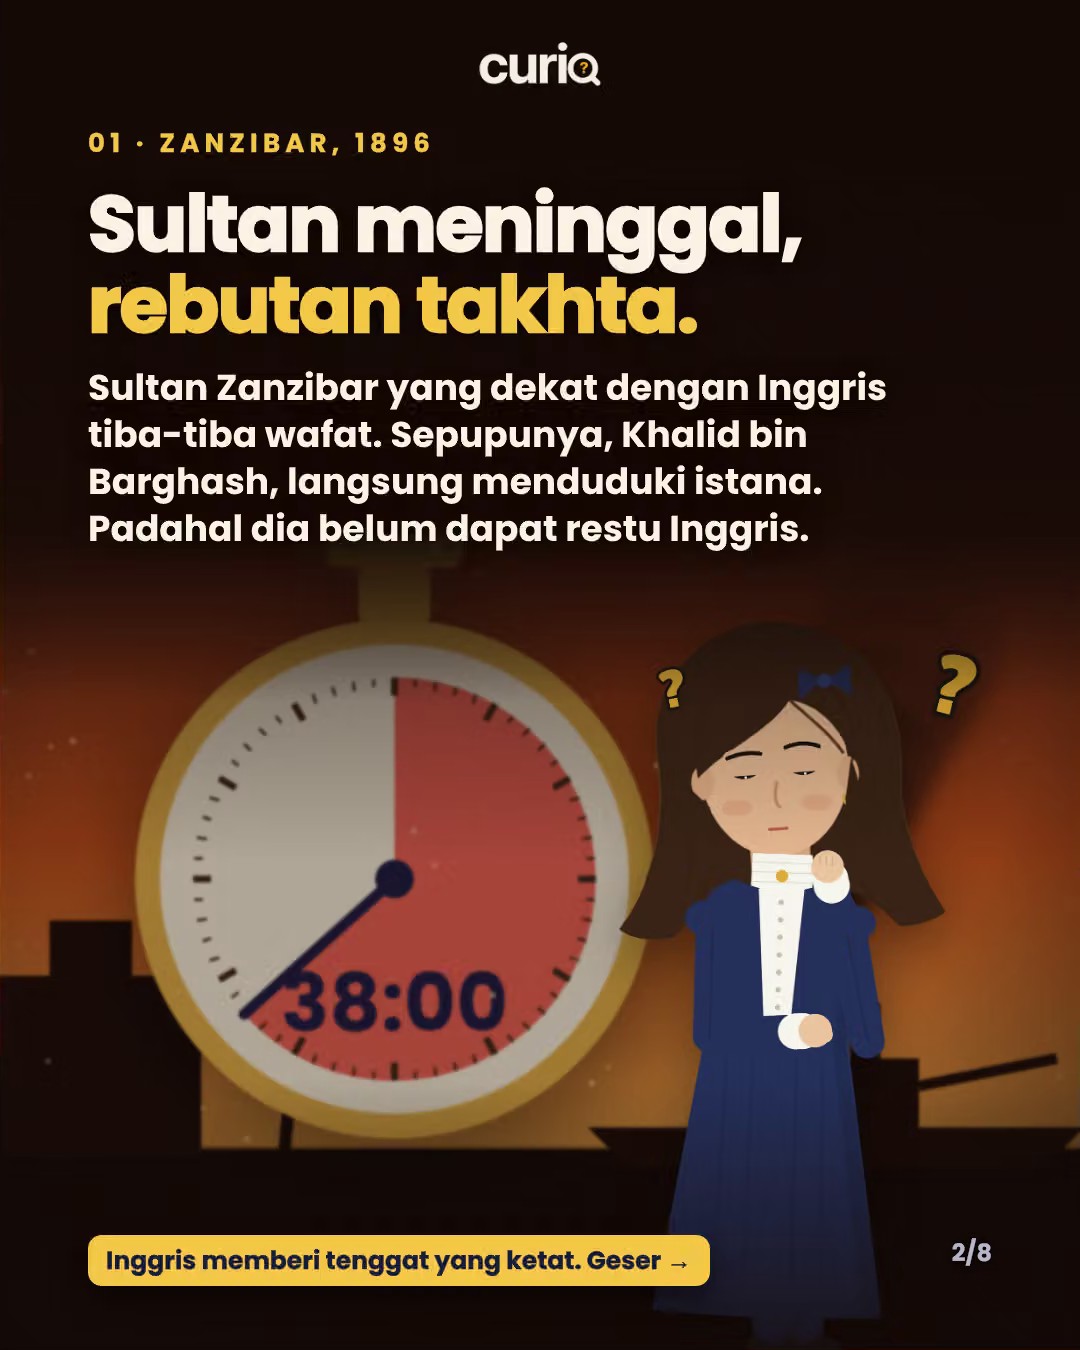 curio
01 · ZANZIBAR, 1896
Sultan meninggal,
rebutan takhta.
Sultan Zanzibar yang dekat dengan Inggris
tiba-tiba wafat. Sepupunya, Khalid bin
Barghash, langsung menduduki istana.
Padahal dia belum dapat restu Inggris.
?
?
38:00
Inggris memberi tenggat yang ketat. Geser →
2/8